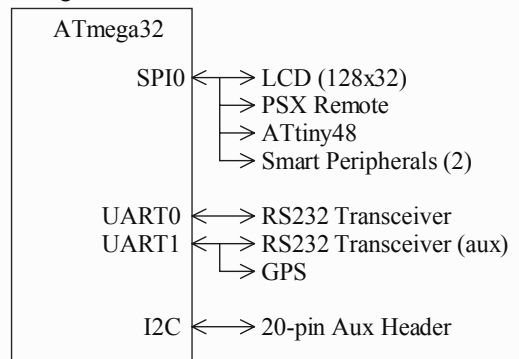 ATmega32
SPI0 LCD (128x32)
PSX Remote
ATtiny48
Smart Peripherals (2)
UART0 RS232 Transceiver
UART1 RS232 Transceiver (aux)
GPS
I2C 20-pin Aux Header